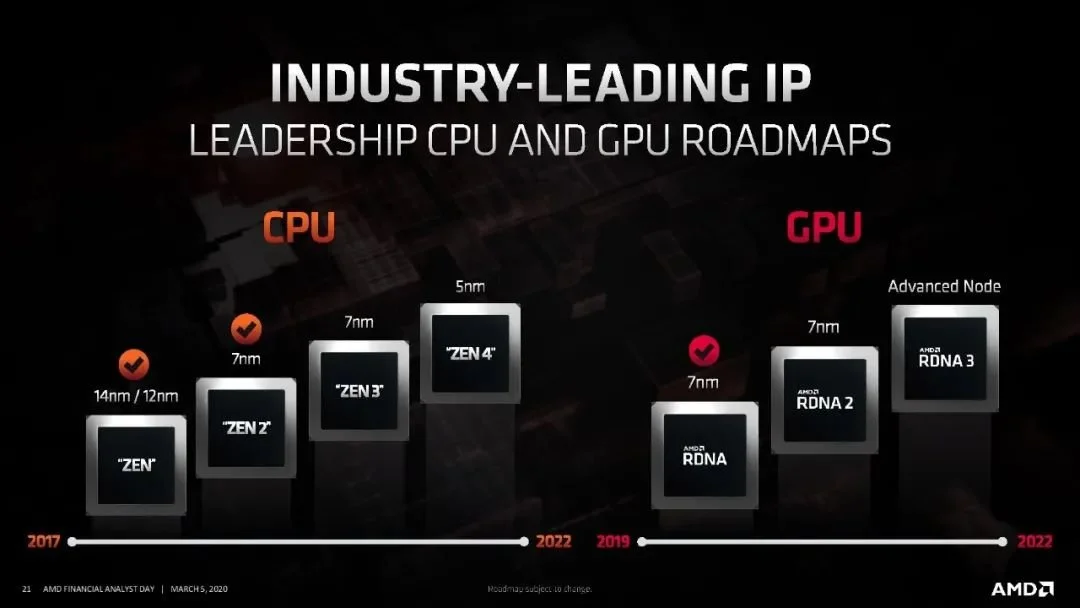 INDUSTRY-LEADING IP
LEADERSHIP CPU AND GPU ROADMAPS
CPU
14nm / 12nm
"ZEN"
7nm
"ZEN 2"
7nm
"ZEN 3"
5nm
"ZEN 4"
2017
2022
GPU
7nm
AMD
RDNA
7nm
AMD
RDNA 2
Advanced Node
AMD
RDNA 3
2019
2022
21 AMD FINANCIAL ANALYST DAY | MARCH 5, 2020
Roadmap subject to change.
AMD